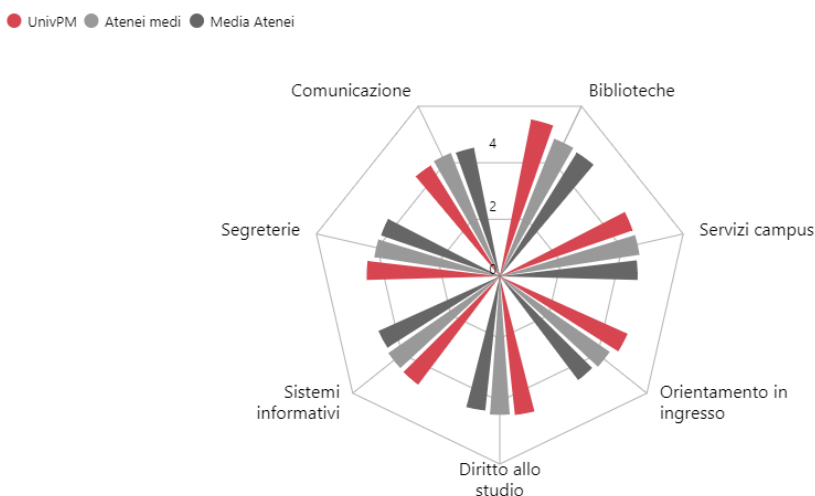 UnivPM Atenei medi Media Atenei
Comunicazione
Biblioteche
4
Segreterie
2
Servizi campus
0
Sistemi
informativi
Orientamento in
ingresso
Diritto allo
studio